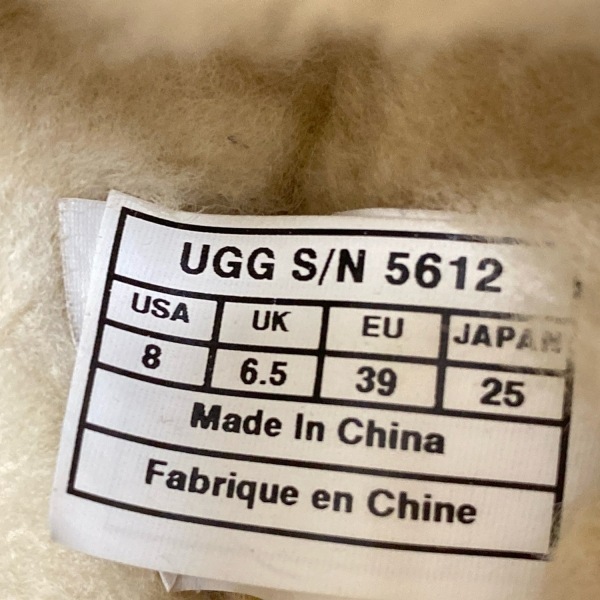 UGG S/N 5612
USA UK EU JAPAN
8 6.5 39 25
Made In China
Fabrique en Chine